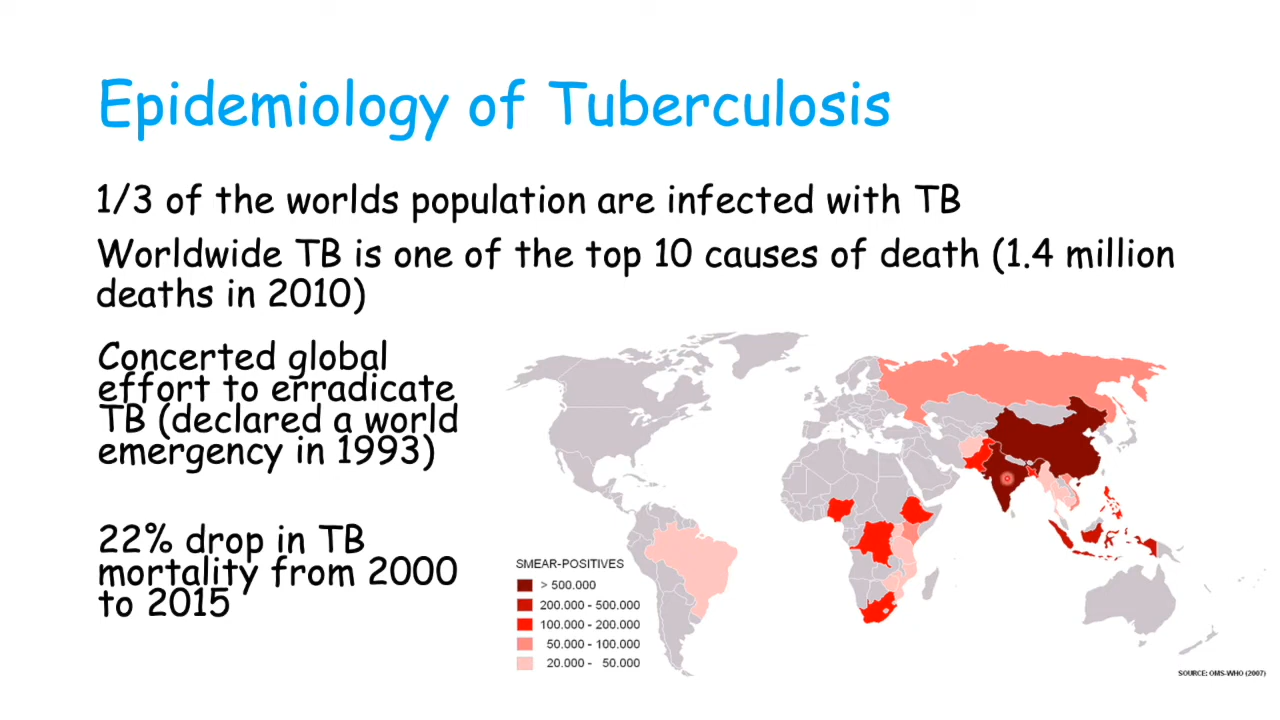 Epidemiology of Tuberculosis
1/3 of the worlds population are infected with TB
Worldwide TB is one of the top 10 causes of death (1.4 million
deaths in 2010)
Concerted global
effort to erradicate
TB (declared a world
emergency in 1993)
22% drop in TB
mortality from 2000
to 2015
SMEAR-POSITIVES
> 500.000
200.000 - 500.000
100.000 - 200.000
50.000 - 100.000
20.000 - 50.000
SOURCE: OMS-WHO (2007)